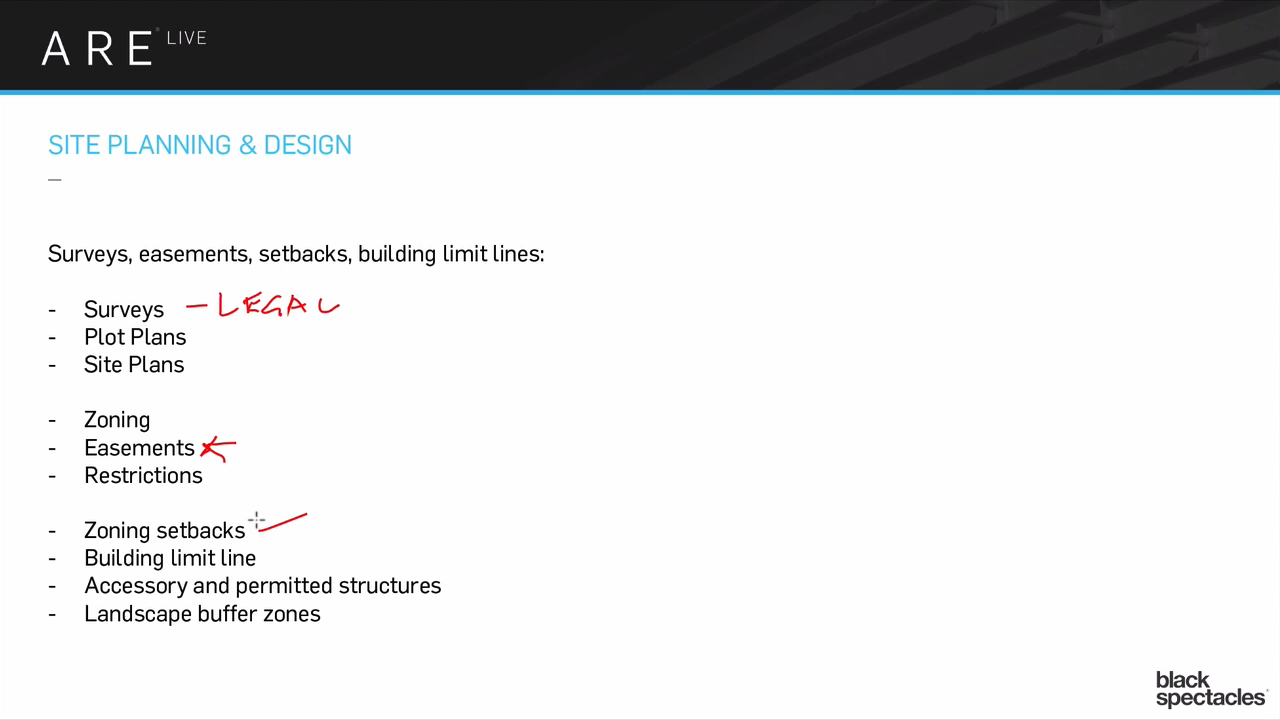 ARE LIVE
SITE PLANNING & DESIGN
—
Surveys, easements, setbacks, building limit lines:
- Surveys – LEGAL
- Plot Plans
- Site Plans
- Zoning
- Easements
- Restrictions
- Zoning setbacks
- Building limit line
- Accessory and permitted structures
- Landscape buffer zones
black
spectacles